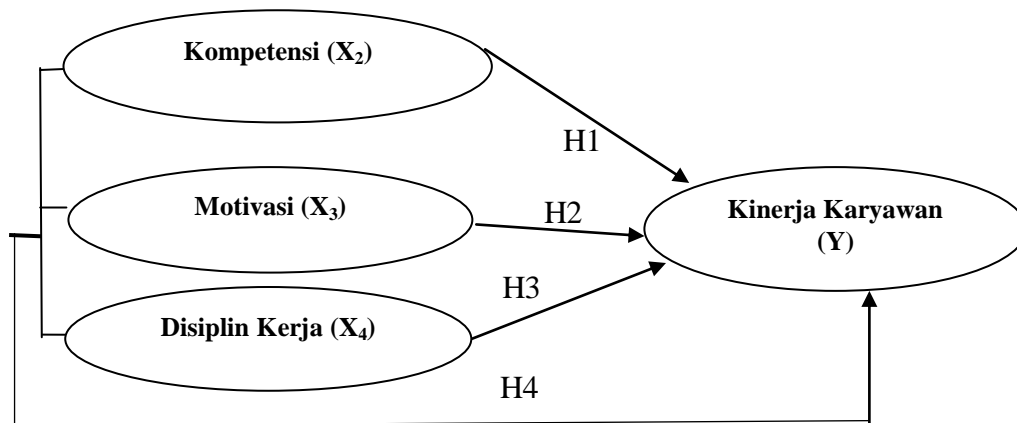 Kompetensi (X₂)
H1
Motivasi (X₃)
H2
Kinerja Karyawan
(Y)
H3
Disiplin Kerja (X₄)
H4